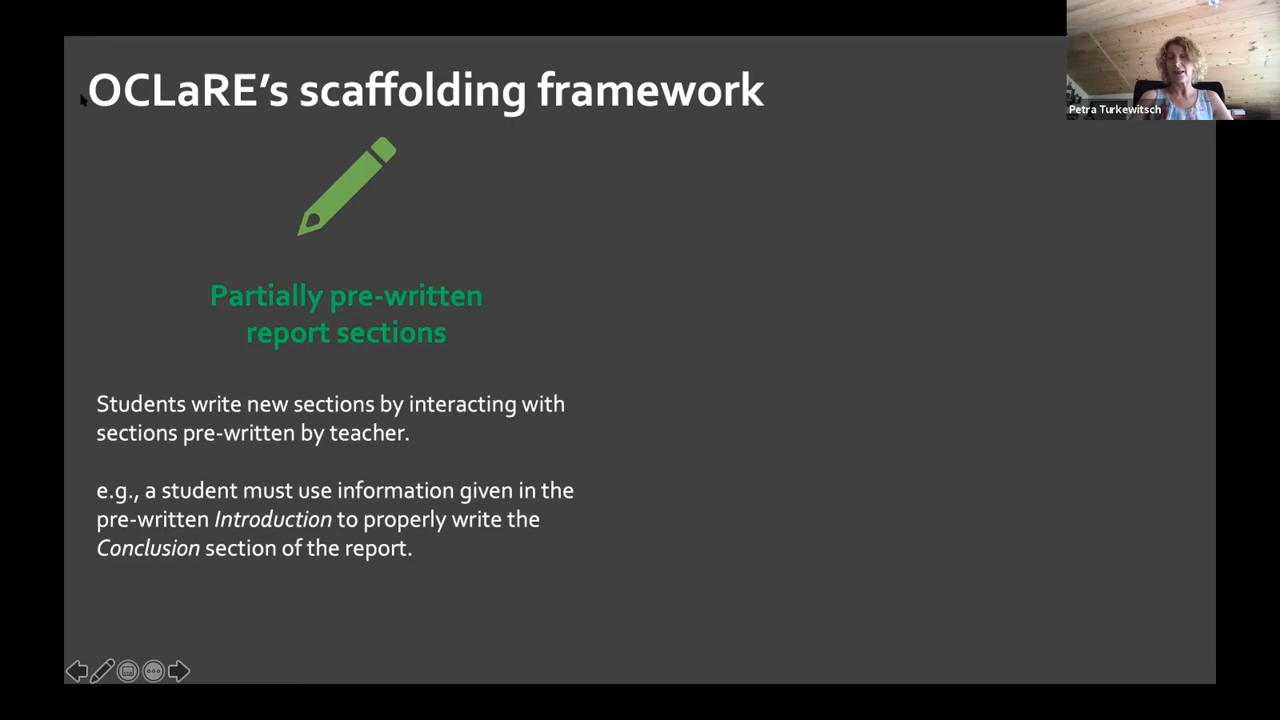 OCLaRE’s scaffolding framework
Petra Turkewitsch
Partially pre-written
report sections
Students write new sections by interacting with
sections pre-written by teacher.
e.g., a student must use information given in the
pre-written Introduction to properly write the
Conclusion section of the report.